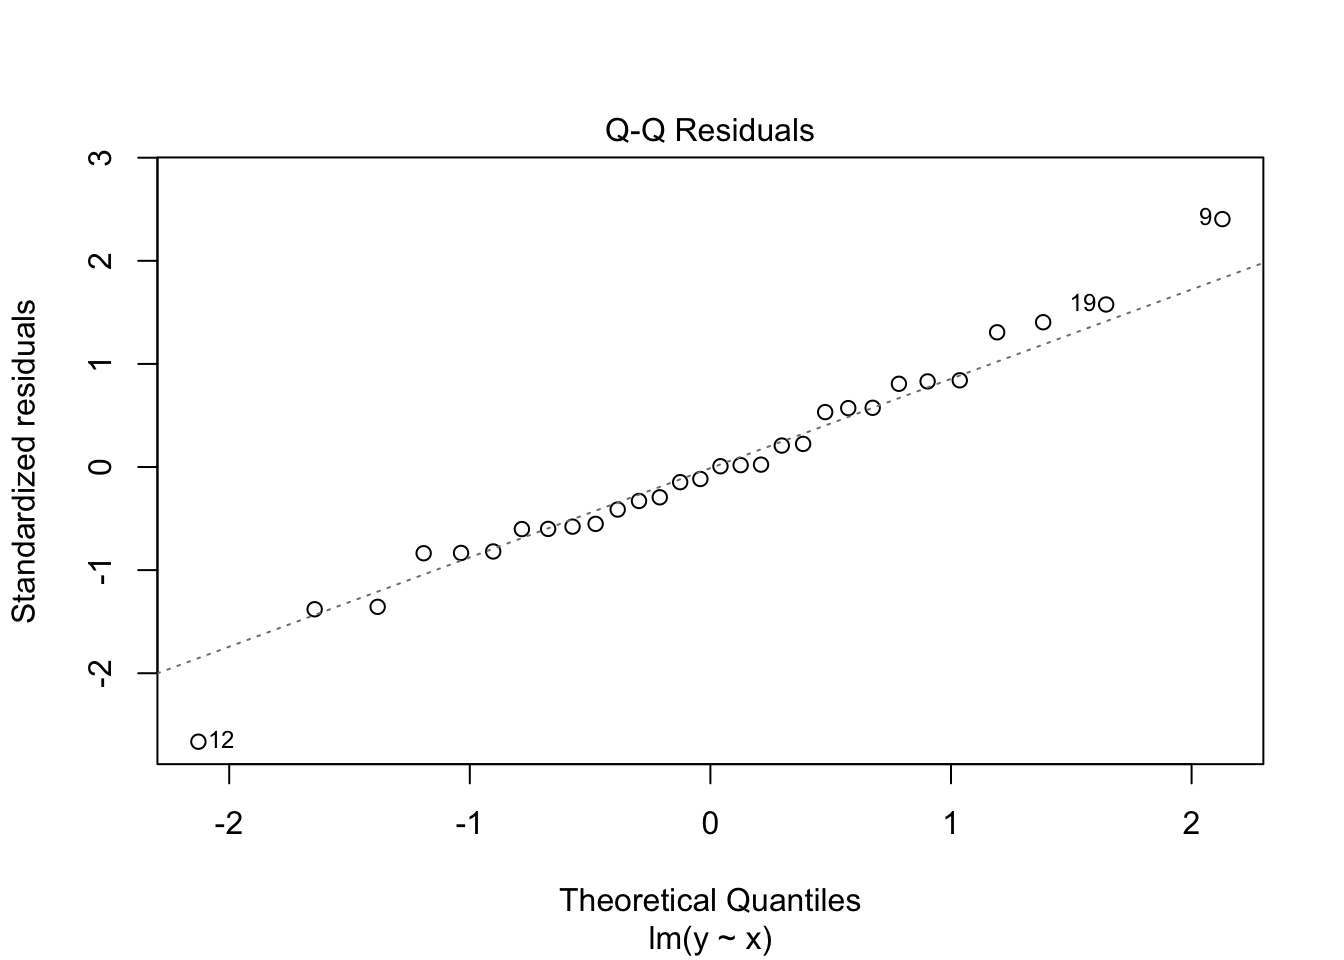 Q-Q Residuals
3
2
1
0
-1
-2
Standardized residuals
9
19
12
-2 -1 0 1 2
Theoretical Quantiles
lm(y ~ x)